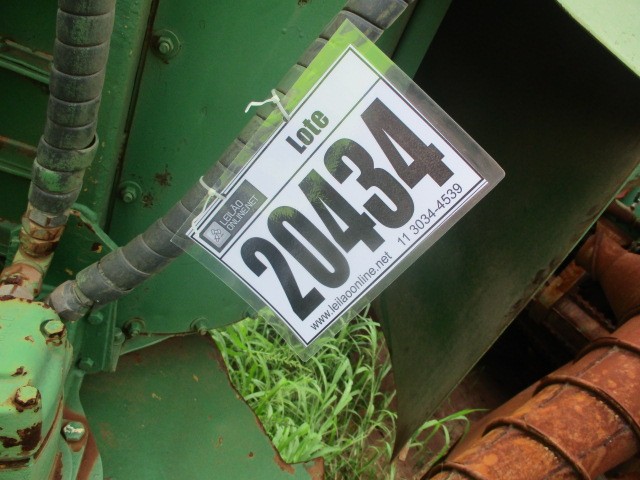 Lote
20434
LEILÃO
ONLINE.NET
www.leilaoonline.net 11 3034-4539